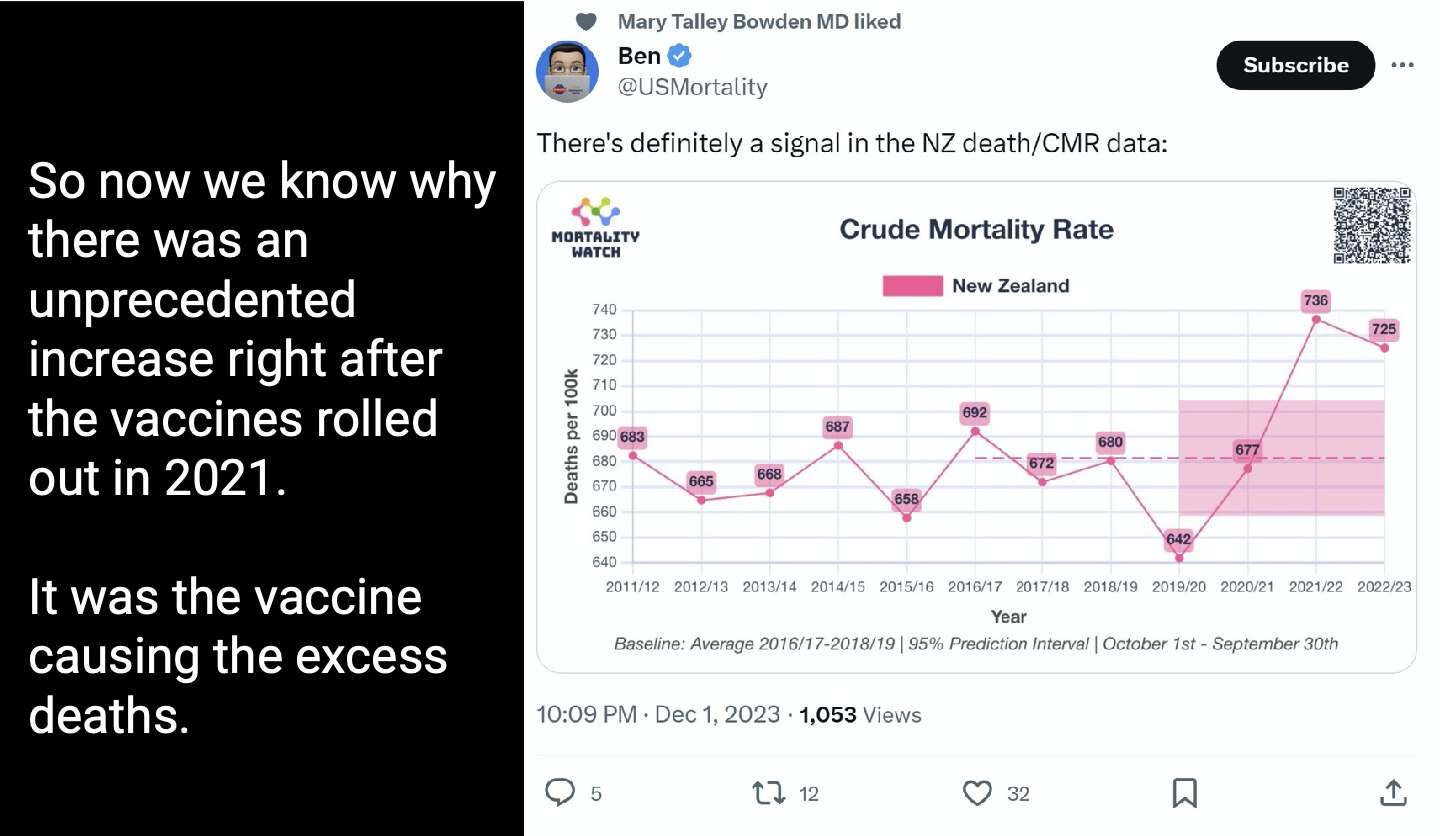 So now we know why
there was an
unprecedented
increase right after
the vaccines rolled
out in 2021.
It was the vaccine
causing the excess
deaths.
Mary Talley Bowden MD liked
Ben
@USMortality
Subscribe
There's definitely a signal in the NZ death/CMR data:
MORTALITY
WATCH
Crude Mortality Rate
New Zealand
Deaths per 100k
740
730
720
710
700
690
680
670
660
650
640
683
665
668
687
658
692
672
680
642
677
736
725
2011/12 2012/13 2013/14 2014/15 2015/16 2016/17 2017/18 2018/19 2019/20 2020/21 2021/22 2022/23
Year
Baseline: Average 2016/17-2018/19 | 95% Prediction Interval | October 1st - September 30th
10:09 PM · Dec 1, 2023 · 1,053 Views
5 12 32